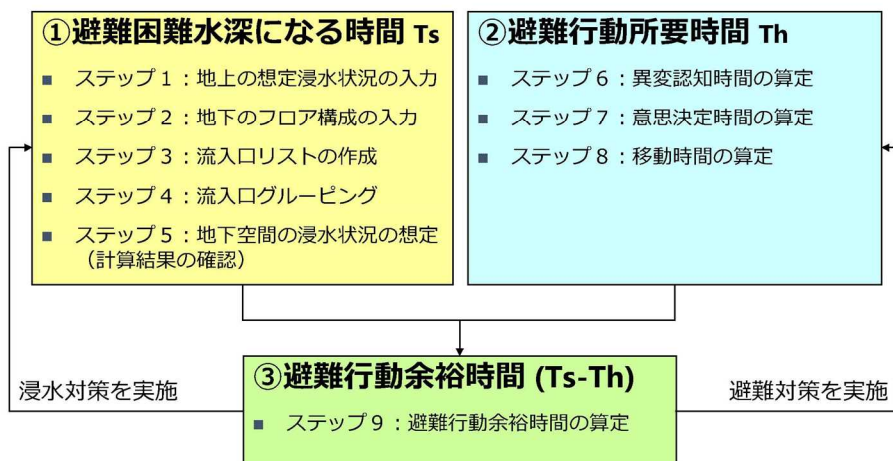 ①避難困難水深になる時間 Ts
■ ステップ1：地上の想定浸水状況の入力
■ ステップ2：地下のフロア構成の入力
■ ステップ3：流入口リストの作成
■ ステップ4：流入口グルーピング
■ ステップ5：地下空間の浸水状況の想定
（計算結果の確認）
②避難行動所要時間 Th
■ ステップ6：異変認知時間の算定
■ ステップ7：意思決定時間の算定
■ ステップ8：移動時間の算定
③避難行動余裕時間 (Ts-Th)
■ ステップ9：避難行動余裕時間の算定
浸水対策を実施
避難対策を実施